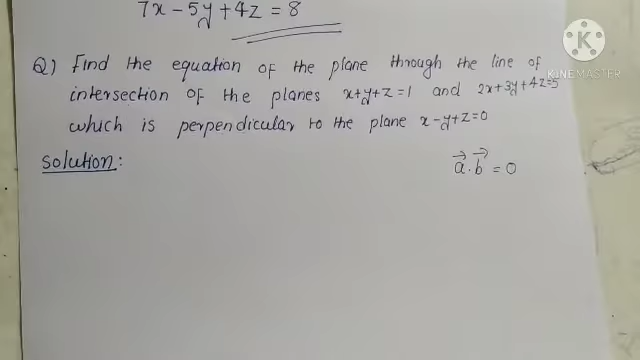 7x - 5y + 4z = 8
Q) Find the equation of the plane through the line of
intersection of the planes x+y+z=1 and 2x+3y+4z=5
which is perpendicular to the plane x-y+z=0
Solution:
a⃗ . b⃗ = 0
K
KINEMASTER